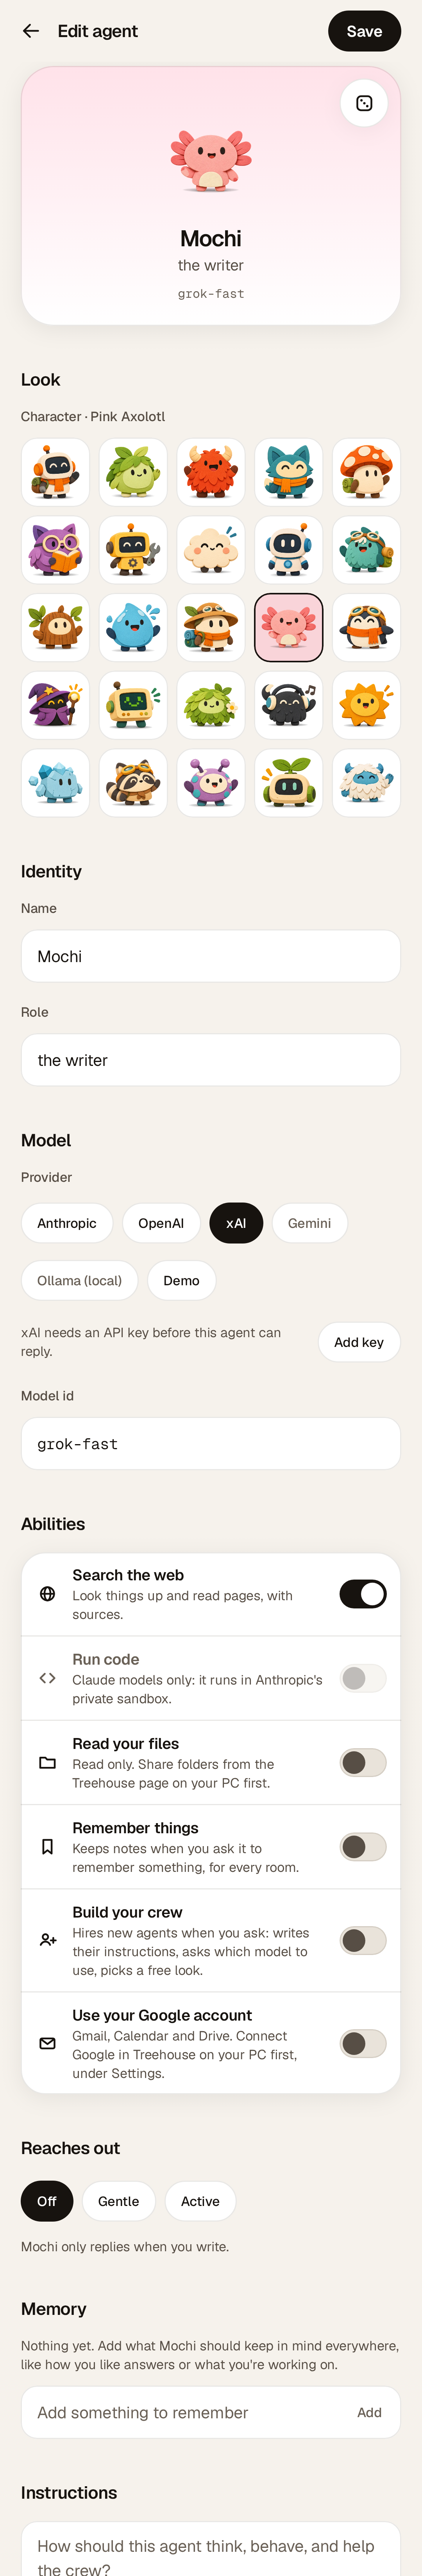 Edit agent
Save
Mochi
the writer
grok-fast
Look
Character · Pink Axolotl
Identity
Name
Mochi
Role
the writer
Model
Provider
Anthropic
OpenAI
xAI
Gemini
Ollama (local)
Demo
xAI needs an API key before this agent can
reply.
Add key
Model id
grok-fast
Abilities
Search the web
Look things up and read pages, with
sources.
Run code
Claude models only: it runs in Anthropic's
private sandbox.
Read your files
Read only. Share folders from the
Treehouse page on your PC first.
Remember things
Keeps notes when you ask it to
remember something, for every room.
Build your crew
Hires new agents when you ask: writes
their instructions, asks which model to
use, picks a free look.
Use your Google account
Gmail, Calendar and Drive. Connect
Google in Treehouse on your PC first,
under Settings.
Reaches out
Off
Gentle
Active
Mochi only replies when you write.
Memory
Nothing yet. Add what Mochi should keep in mind everywhere,
like how you like answers or what you're working on.
Add something to remember
Add
Instructions
How should this agent think, behave, and help
the crew?